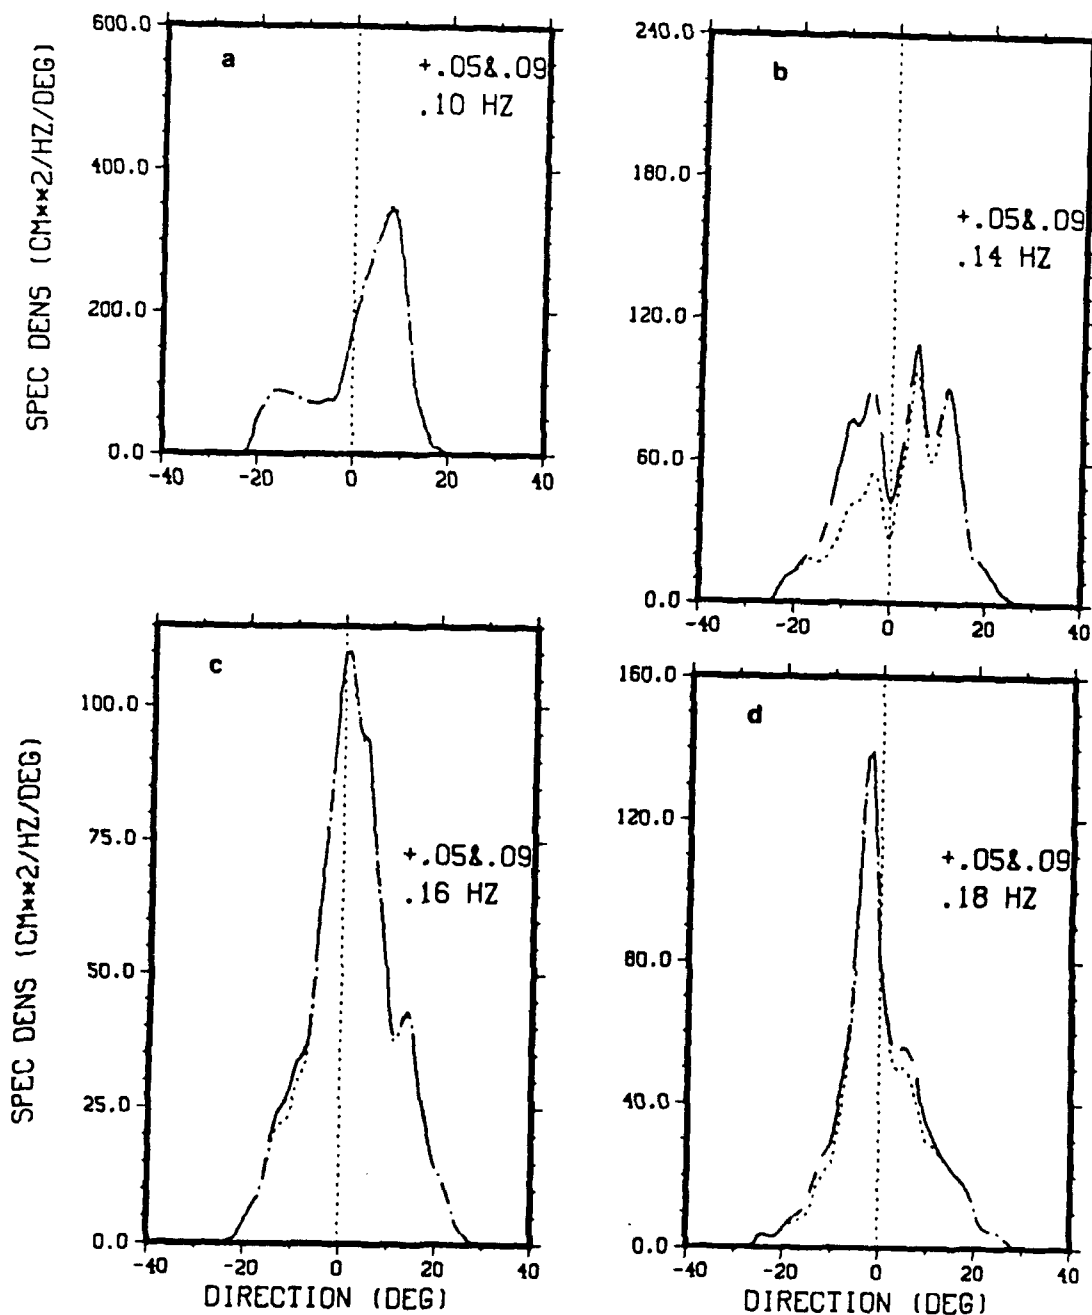 a
+.05&.09
.10 HZ
600.0
400.0
200.0
0.0
-40 -20 0 20 40
SPEC DENS (CM**2/HZ/DEG)
b
+.05&.09
.14 HZ
240.0
180.0
120.0
60.0
0.0
-40 -20 0 20 40
c
+.05&.09
.16 HZ
100.0
75.0
50.0
25.0
0.0
-40 -20 0 20 40
SPEC DENS (CM**2/HZ/DEG)
DIRECTION (DEG)
d
+.05&.09
.18 HZ
160.0
120.0
80.0
40.0
0.0
-40 -20 0 20 40
DIRECTION (DEG)